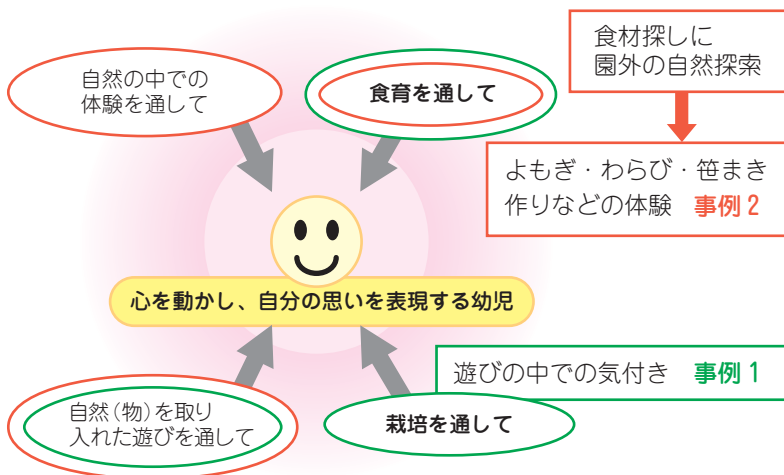 自然の中での
体験を通して
食育を通して
食材探しに
園外の自然探索
よもぎ・わらび・笹まき
作りなどの体験 事例2
心を動かし、自分の思いを表現する幼児
遊びの中での気付き 事例1
自然(物)を取り
入れた遊びを通して
栽培を通して